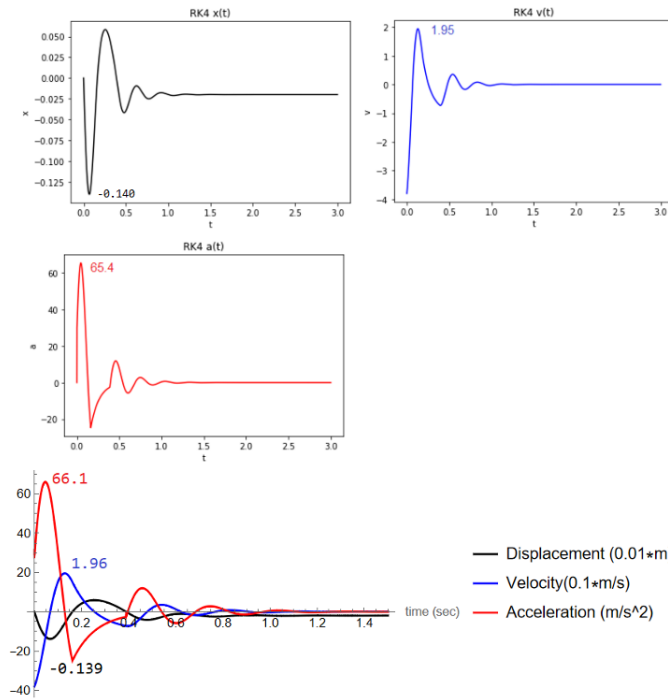 RK4 x(t)
0.050
0.025
0.000
-0.025
-0.050
-0.075
-0.100
-0.125
x
-0.140
0.0 0.5 1.0 1.5 2.0 2.5 3.0
t
RK4 v(t)
2
1
0
-1
-2
-3
-4
v
1.95
0.0 0.5 1.0 1.5 2.0 2.5 3.0
t
RK4 a(t)
60
40
20
0
-20
a
65.4
0.0 0.5 1.0 1.5 2.0 2.5 3.0
t
66.1
60
40
20
-20
-40
1.96
-0.139
0.2 0.4 0.6 0.8 1.0 1.2 1.4
time (sec)
Displacement (0.01*m
Velocity(0.1*m/s)
Acceleration (m/s^2)